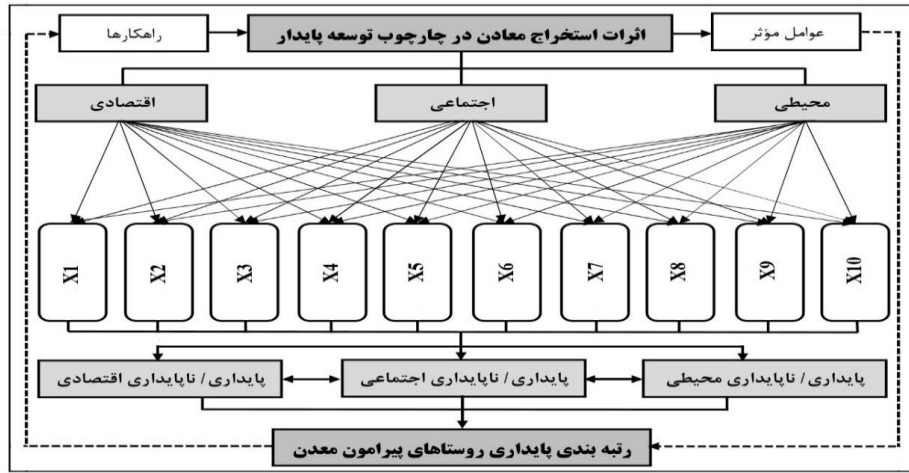 عوامل مؤثر
اثرات استخراج معادن در چارچوب توسعه پایدار
راهکارها
محیطی
اجتماعی
اقتصادی
X1
X2
X3
X4
X5
X6
X7
X8
X9
X10
پایداری / ناپایداری محیطی
پایداری / ناپایداری اجتماعی
پایداری / ناپایداری اقتصادی
رتبه بندی پایداری روستاهای پیرامون معدن